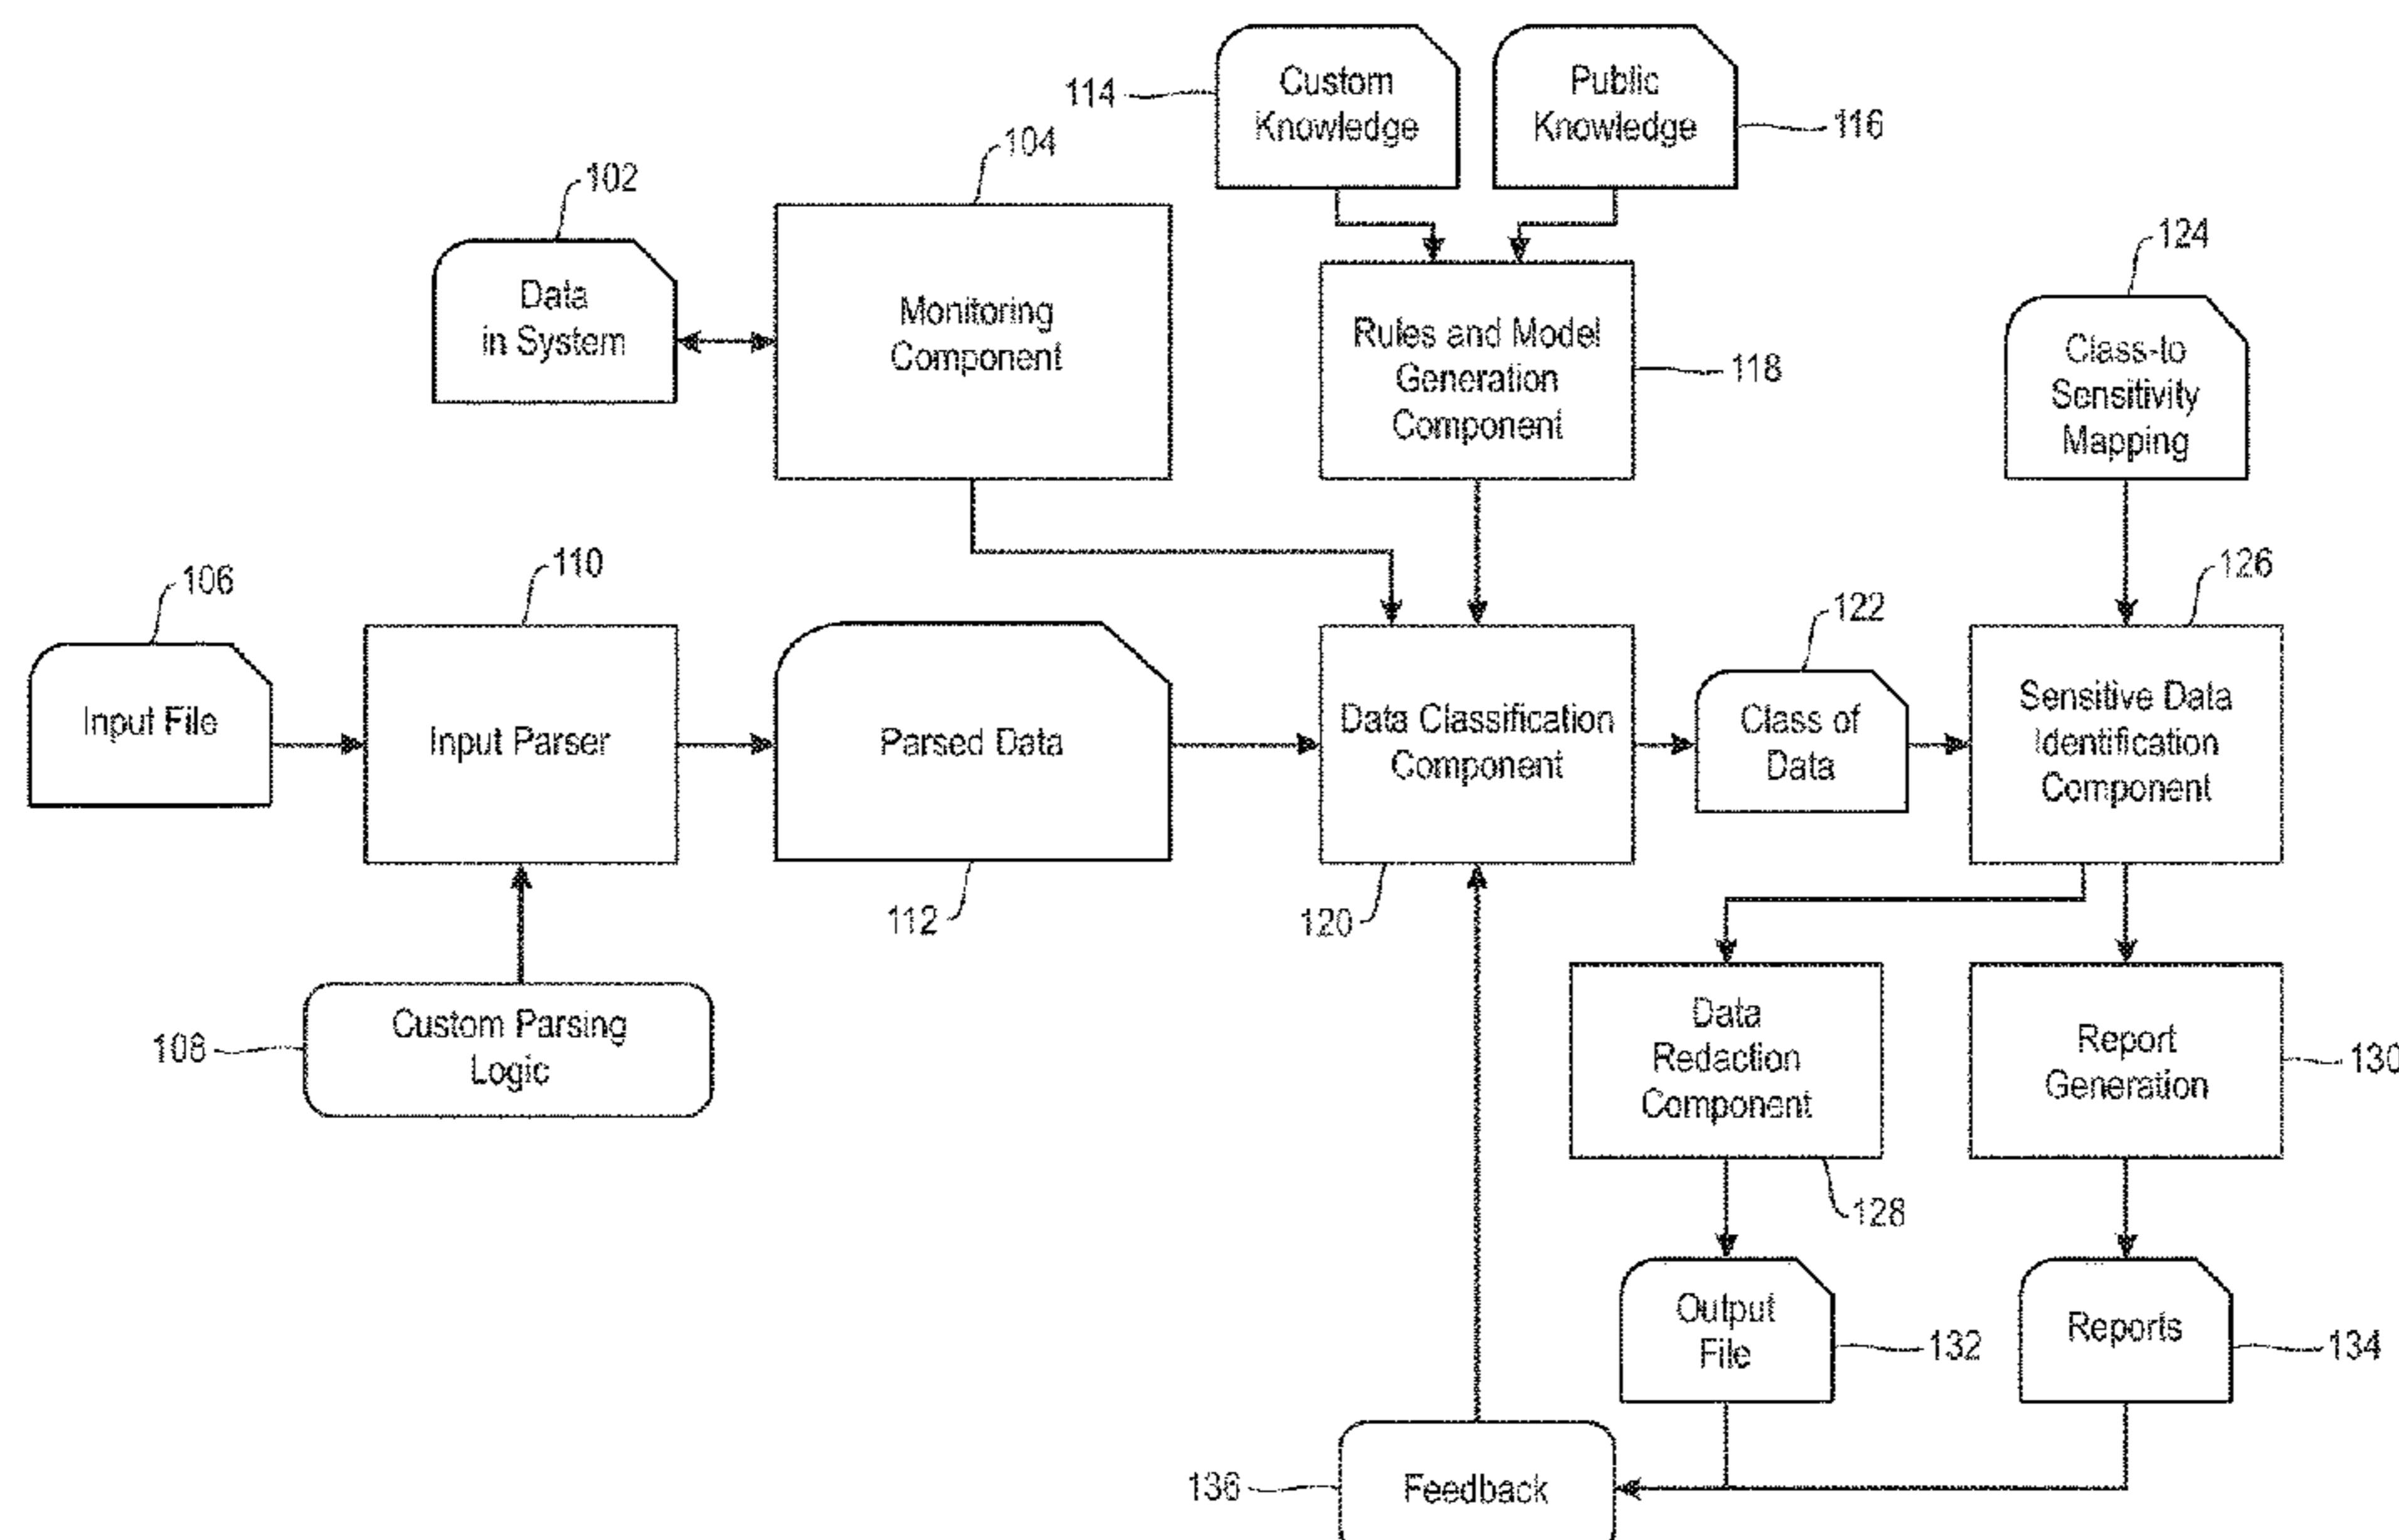 114
Custom
Knowledge
Public
Knowledge
116
102
104
Data
in System
Monitoring
Component
Rules and Model
Generation
Component
118
124
Class-to
Sensitivity
Mapping
106
110
Input File
Input Parser
Parsed Data
112
Data Classification
Component
120
122
Class of
Data
126
Sensitive Data
Identification
Component
108
Custom Parsing
Logic
Data
Redaction
Component
128
Report
Generation
130
Output
File
132
Reports
134
136
Feedback